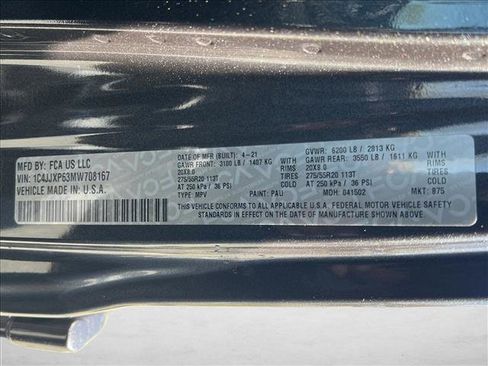 MFD BY: FCA US LLC
VIN: 1C4JJXP63MW708167
VEHICLE MADE IN U.S.A.
DATE OF MFR (BUILT): 4-21
GAWR FRONT: 3100 LB / 1407 KG
WITH
RIMS
20X8.0
TIRES
275/55R20 113T
COLD
AT 250 kPa / 36 PSI
TYPE: MPV
PAINT: PAU
GVWR: 6200 LB / 2813 KG
GAWR REAR: 3550 LB / 1611 KG
WITH
RIMS
20X8.0
TIRES
275/55R20 113T
COLD
AT 250 kPa / 36 PSI
MDH: 041502
MKT: 875
THIS VEHICLE CONFORMS TO ALL APPLICABLE U.S.A. FEDERAL MOTOR VEHICLE SAFETY
STANDARDS IN EFFECT ON THE DATE OF MANUFACTURE SHOWN ABOVE.